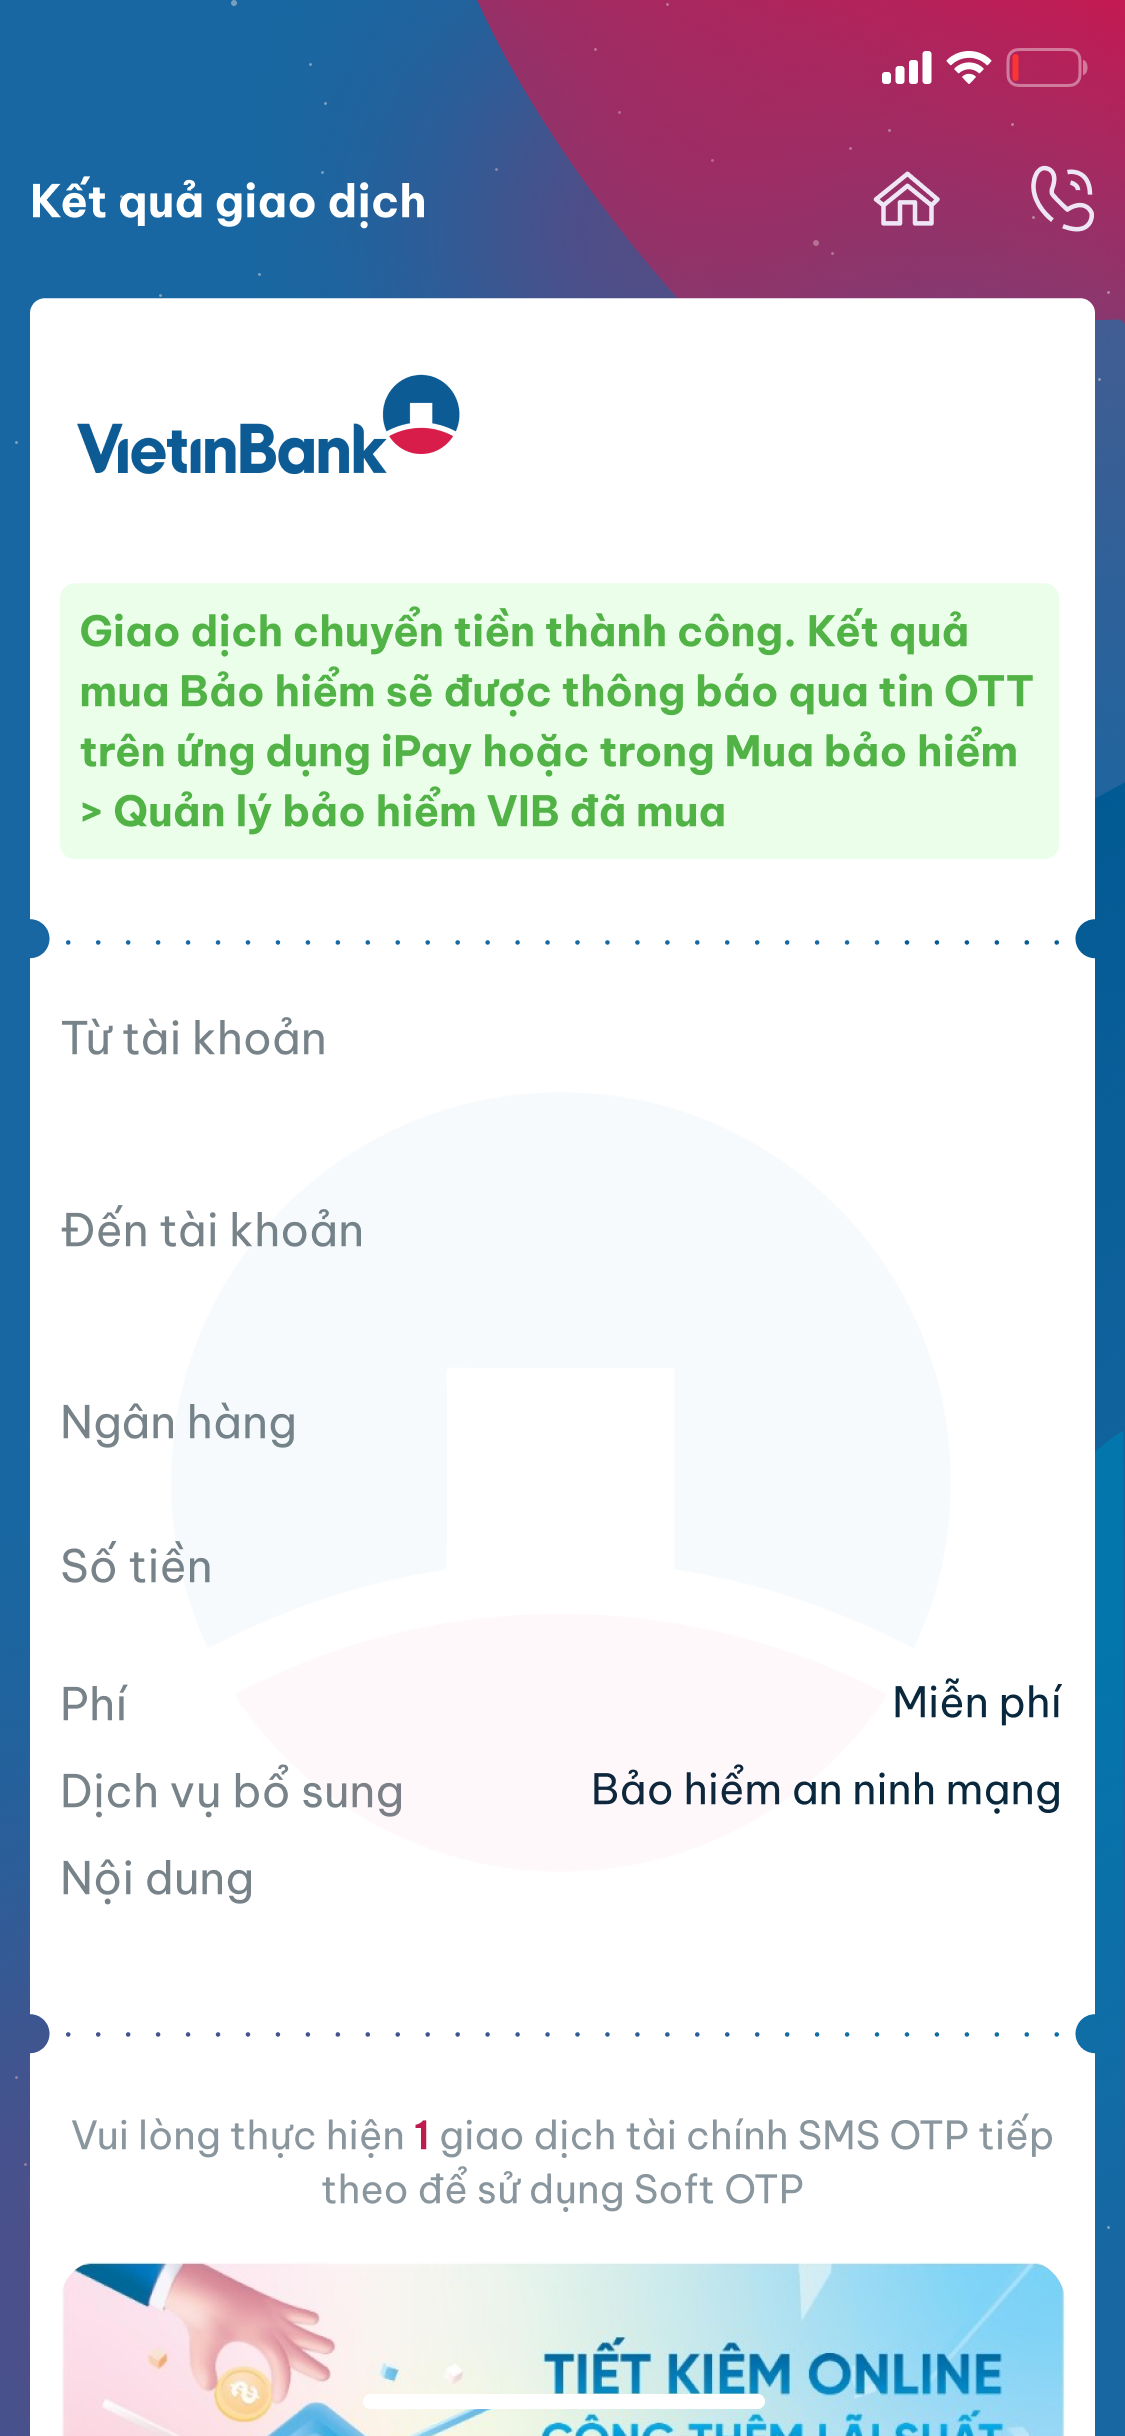 Kết quả giao dịch
VietinBank
Giao dịch chuyển tiền thành công. Kết quả
mua Bảo hiểm sẽ được thông báo qua tin OTT
trên ứng dụng iPay hoặc trong Mua bảo hiểm
> Quản lý bảo hiểm VIB đã mua
Từ tài khoản
Đến tài khoản
Ngân hàng
Số tiền
Phí Miễn phí
Dịch vụ bổ sung Bảo hiểm an ninh mạng
Nội dung
Vui lòng thực hiện 1 giao dịch tài chính SMS OTP tiếp
theo để sử dụng Soft OTP
TIẾT KIỆM ONLINE
CỘNG THÊM LÃI SUẤT